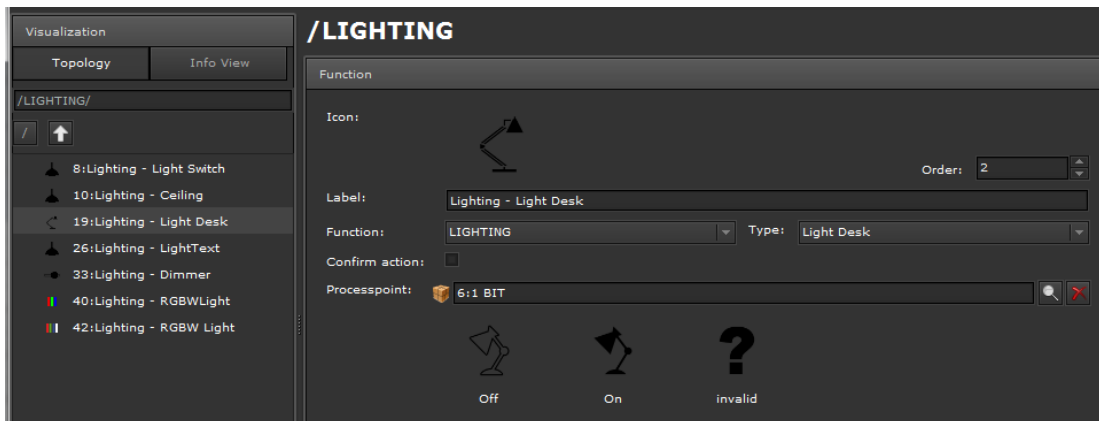 Visualization
Topology Info View
/LIGHTING/
/
8:Lighting - Light Switch
10:Lighting - Ceiling
19:Lighting - Light Desk
26:Lighting - LightText
33:Lighting - Dimmer
40:Lighting - RGBWLight
42:Lighting - RGBW Light
/LIGHTING
Function
Icon:
Order: 2
Label: Lighting - Light Desk
Function: LIGHTING Type: Light Desk
Confirm action:
Processpoint: 6:1 BIT
?
Off On invalid